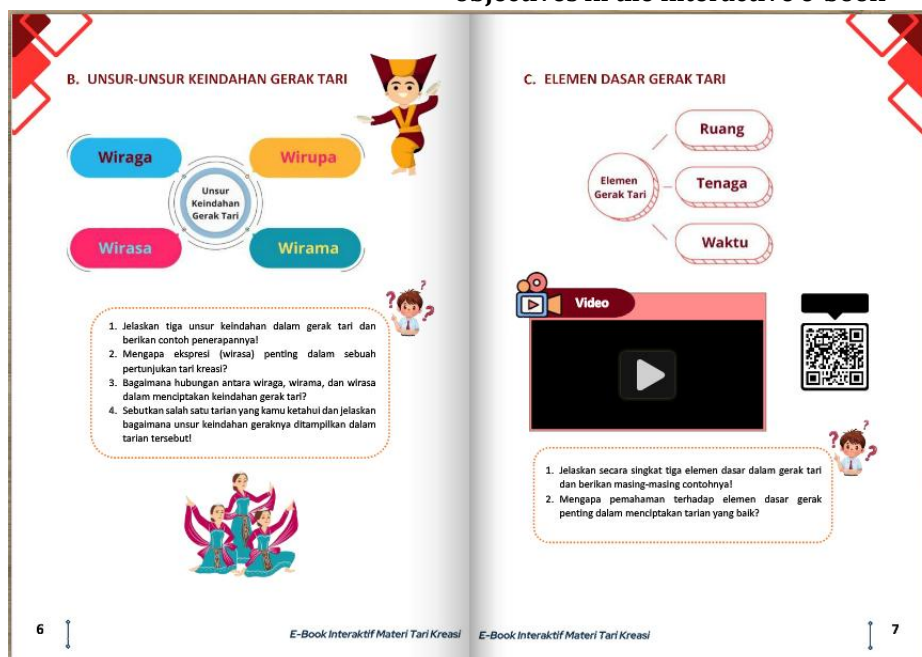 B. UNSUR-UNSUR KEINDAHAN GERAK TARI
Wiraga
Wirupa
Unsur
Keindahan
Gerak Tari
Wirasa
Wirama
1. Jelaskan tiga unsur keindahan dalam gerak tari dan
berikan contoh penerapannya!
2. Mengapa ekspresi (wirasa) penting dalam sebuah
pertunjukan tari kreasi?
3. Bagaimana hubungan antara wiraga, wirama, dan wirasa
dalam menciptakan keindahan gerak tari?
4. Sebutkan salah satu tarian yang kamu ketahui dan jelaskan
bagaimana unsur keindahan geraknya ditampilkan dalam
tarian tersebut!
6
E-Book Interaktif Materi Tari Kreasi
C. ELEMEN DASAR GERAK TARI
Ruang
Elemen
Gerak Tari
Tenaga
Waktu
Video
1. Jelaskan secara singkat tiga elemen dasar dalam gerak tari
dan berikan masing-masing contohnya!
2. Mengapa pemahaman terhadap elemen dasar gerak
penting dalam menciptakan tarian yang baik?
E-Book Interaktif Materi Tari Kreasi
7